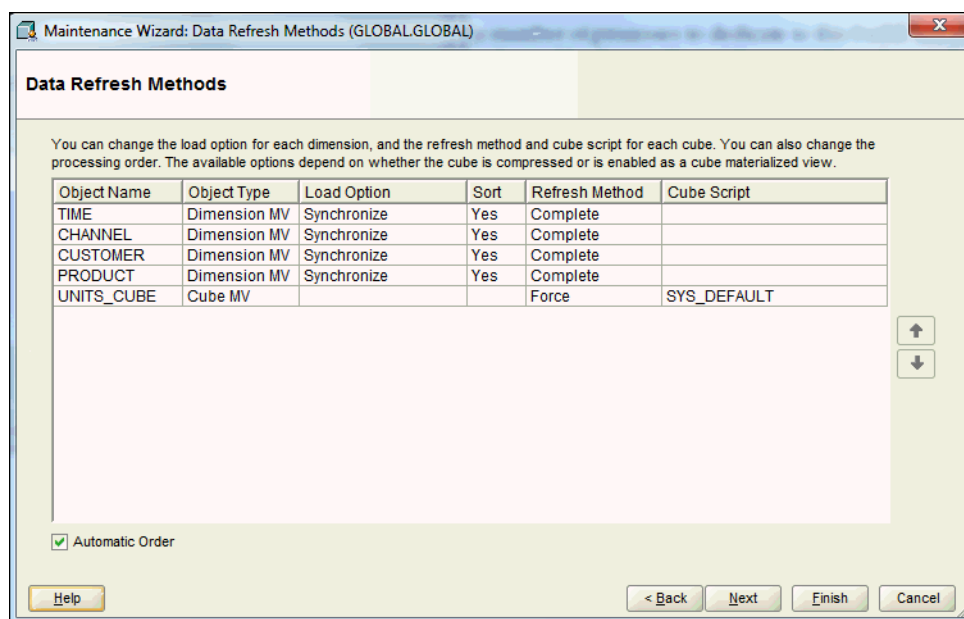 Maintenance Wizard: Data Refresh Methods (GLOBAL.GLOBAL)
Data Refresh Methods
You can change the load option for each dimension, and the refresh method and cube script for each cube. You can also change the
processing order. The available options depend on whether the cube is compressed or is enabled as a cube materialized view.
Object Name Object Type Load Option Sort Refresh Method Cube Script
TIME Dimension MV Synchronize Yes Complete
CHANNEL Dimension MV Synchronize Yes Complete
CUSTOMER Dimension MV Synchronize Yes Complete
PRODUCT Dimension MV Synchronize Yes Complete
UNITS_CUBE Cube MV Force SYS_DEFAULT
Automatic Order
Help < Back Next Finish Cancel